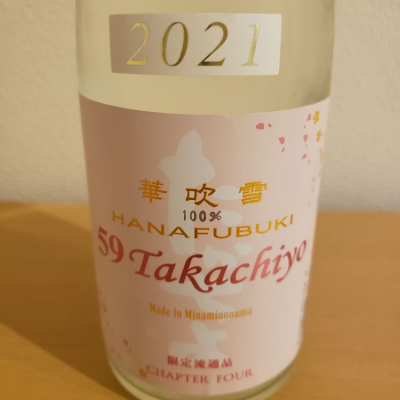 2021
華吹雪
100%
HANAFUBUKI
59 Takachiyo
Made In Minamiuonuma
限定流通品
CHAPTER FOUR